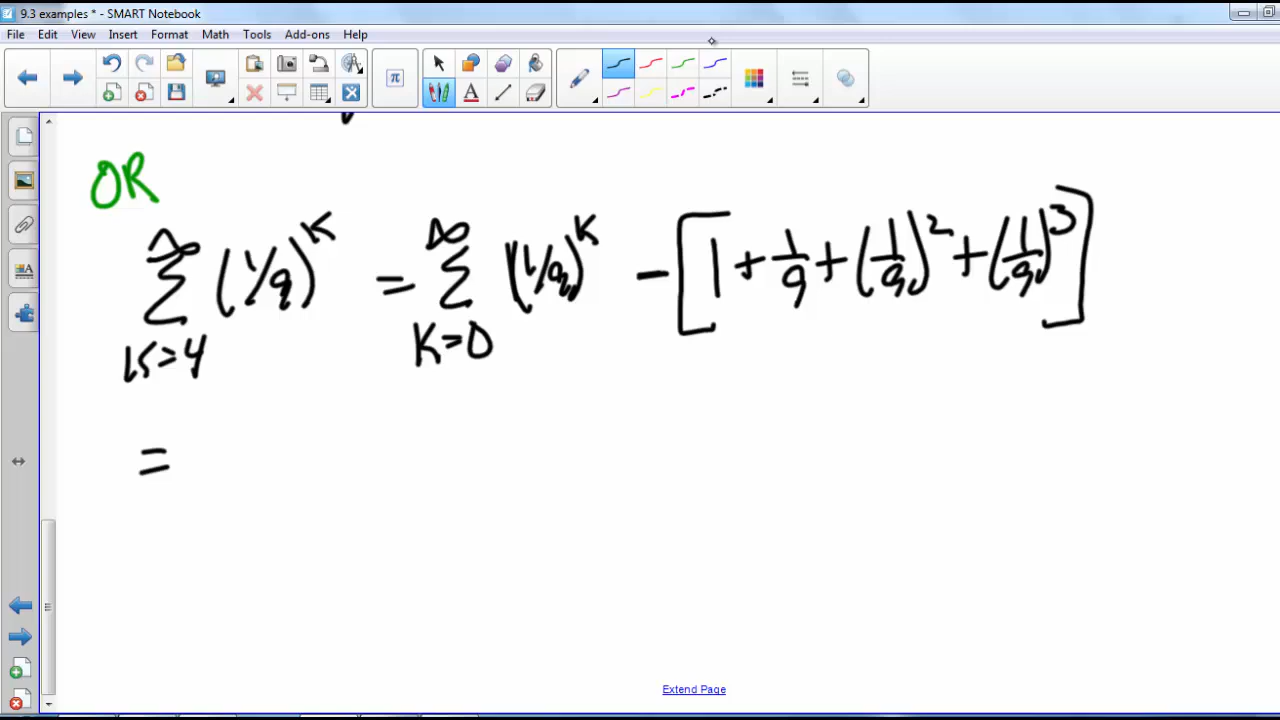 9.3 examples * - SMART Notebook
File Edit View Insert Format Math Tools Add-ons Help
π A
OR
∞ ∞
∑ (1/9)^K = ∑ (1/9)^K - [1 + 1/9 + (1/9)^2 + (1/9)^3]
K=4 K=0
=
Extend Page